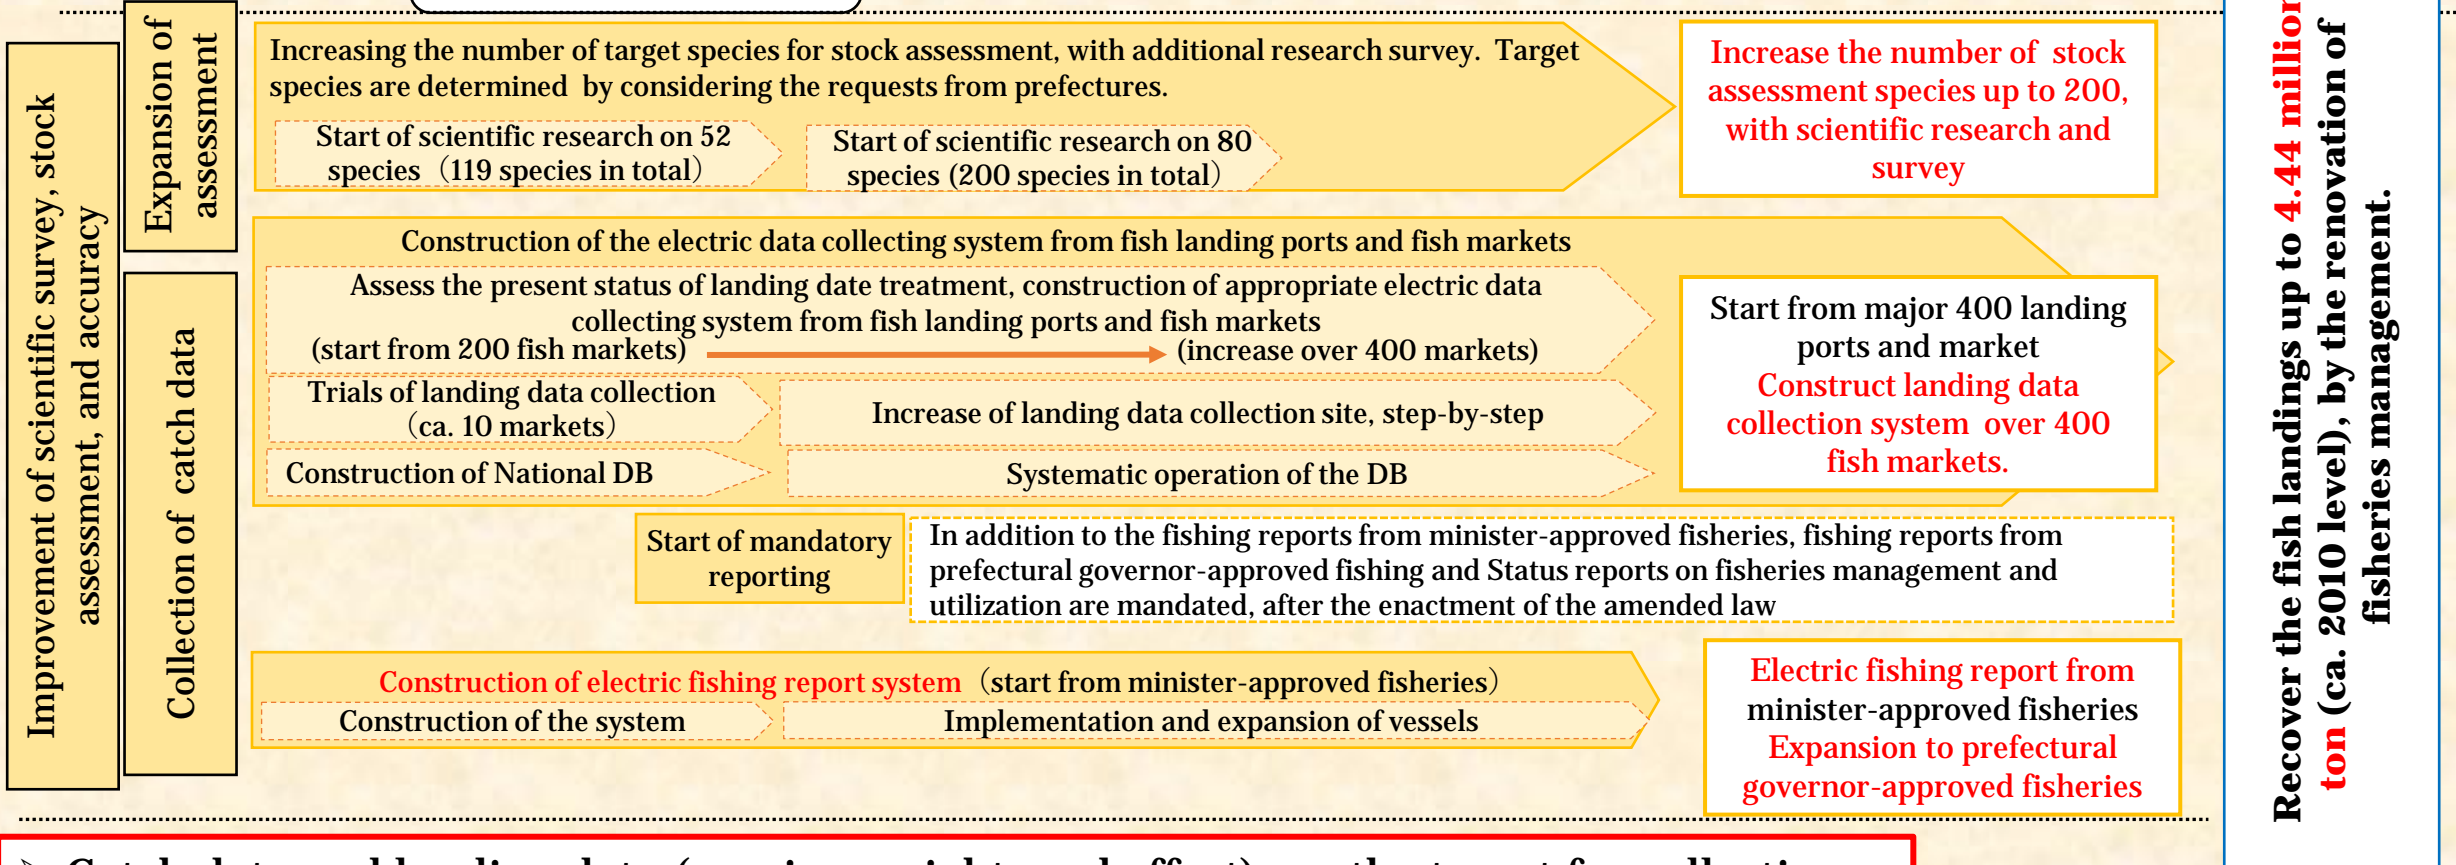 Improvement of scientific survey, stock
assessment, and accuracy
Expansion of
assessment
Increasing the number of target species for stock assessment, with additional research survey. Target
species are determined by considering the requests from prefectures.
Start of scientific research on 52
species（119 species in total）
Start of scientific research on 80
species (200 species in total）
Increase the number of stock
assessment species up to 200,
with scientific research and
survey
Collection of catch data
Construction of the electric data collecting system from fish landing ports and fish markets
Assess the present status of landing date treatment, construction of appropriate electric data
collecting system from fish landing ports and fish markets
(start from 200 fish markets) (increase over 400 markets)
Trials of landing data collection
（ca. 10 markets）
Increase of landing data collection site, step-by-step
Construction of National DB
Systematic operation of the DB
Start from major 400 landing
ports and market
Construct landing data
collection system over 400
fish markets.
Start of mandatory
reporting
In addition to the fishing reports from minister-approved fisheries, fishing reports from
prefectural governor-approved fishing and Status reports on fisheries management and
utilization are mandated, after the enactment of the amended law
Construction of electric fishing report system（start from minister-approved fisheries）
Construction of the system
Implementation and expansion of vessels
Electric fishing report from
minister-approved fisheries
Expansion to prefectural
governor-approved fisheries
Recover the fish landings up to 4.44 million
ton (ca. 2010 level), by the renovation of
fisheries management.